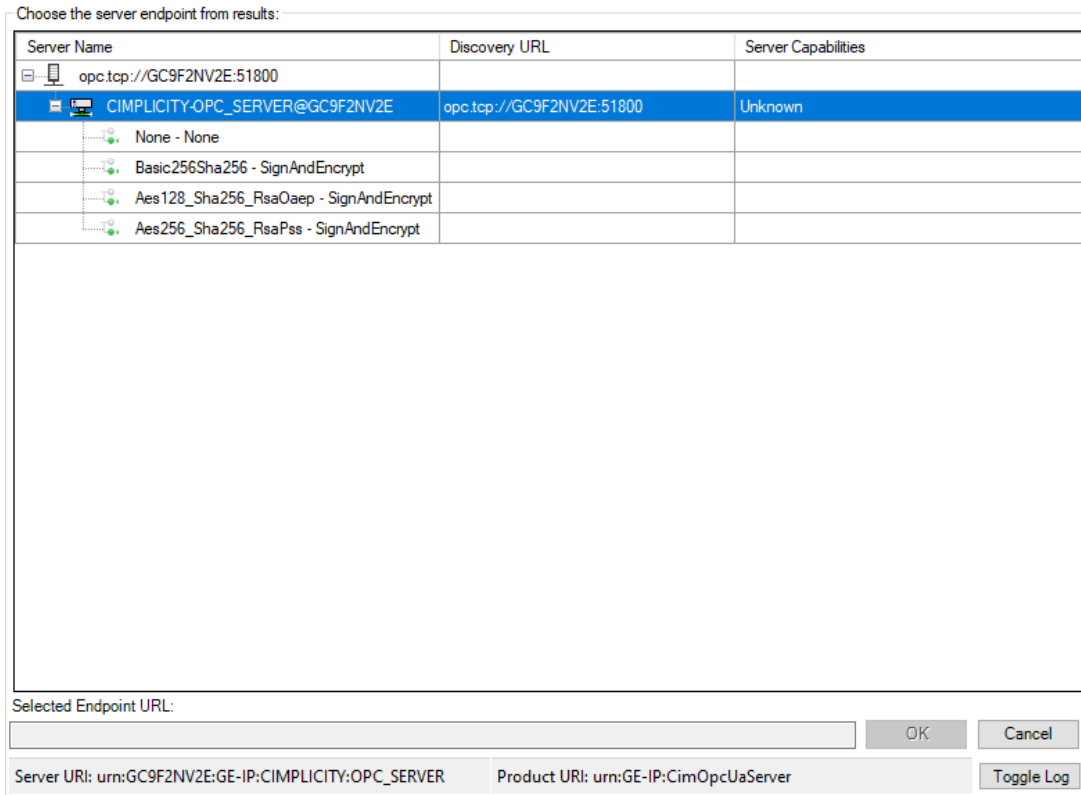 Choose the server endpoint from results:
Server Name Discovery URL Server Capabilities
opc.tcp://GC9F2NV2E:51800
CIMPLICITY-OPC_SERVER@GC9F2NV2E opc.tcp://GC9F2NV2E:51800 Unknown
None - None
Basic256Sha256 - SignAndEncrypt
Aes128_Sha256_RsaOaep - SignAndEncrypt
Aes256_Sha256_RsaPss - SignAndEncrypt
Selected Endpoint URL:
OK Cancel
Server URI: urn:GC9F2NV2E:GE-IP:CIMPLICITY:OPC_SERVER Product URI: urn:GE-IP:CimOpcUaServer Toggle Log